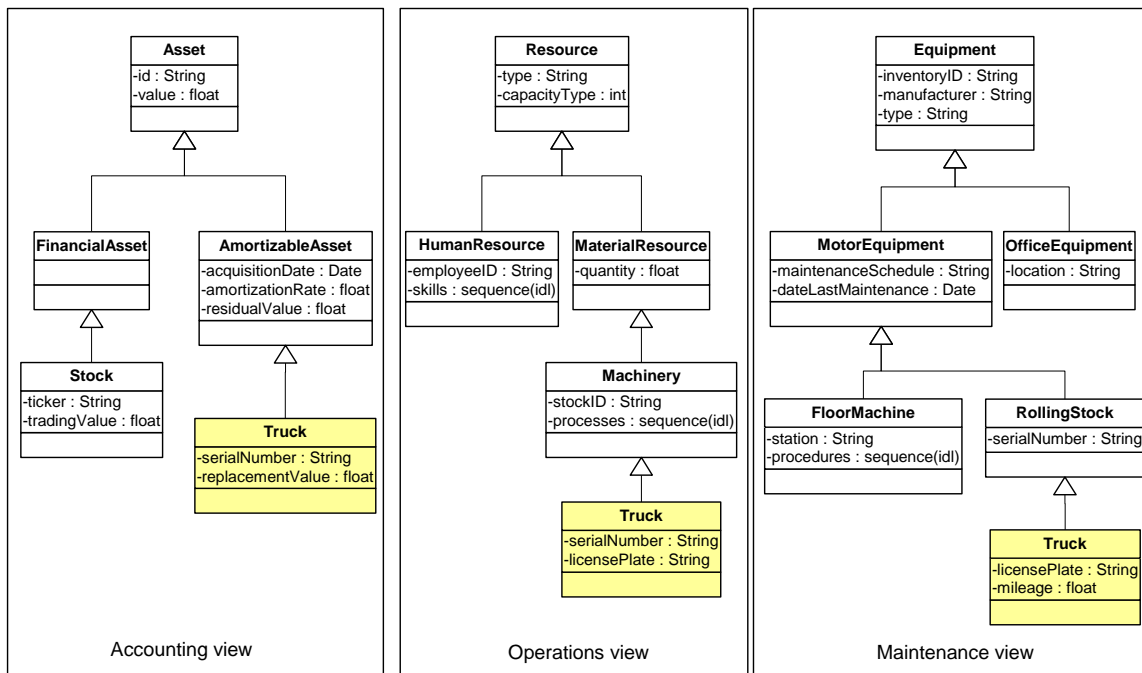 Asset
-id : String
-value : float
FinancialAsset
AmortizableAsset
-acquisitionDate : Date
-amortizationRate : float
-residualValue : float
Stock
-ticker : String
-tradingValue : float
Truck
-serialNumber : String
-replacementValue : float
Accounting view
Resource
-type : String
-capacityType : int
HumanResource
-employeeID : String
-skills : sequence(idl)
MaterialResource
-quantity : float
Machinery
-stockID : String
-processes : sequence(idl)
Truck
-serialNumber : String
-licensePlate : String
Operations view
Equipment
-inventoryID : String
-manufacturer : String
-type : String
MotorEquipment
-maintenanceSchedule : String
-dateLastMaintenance : Date
OfficeEquipment
-location : String
FloorMachine
-station : String
-procedures : sequence(idl)
RollingStock
-serialNumber : String
Truck
-licensePlate : String
-mileage : float
Maintenance view